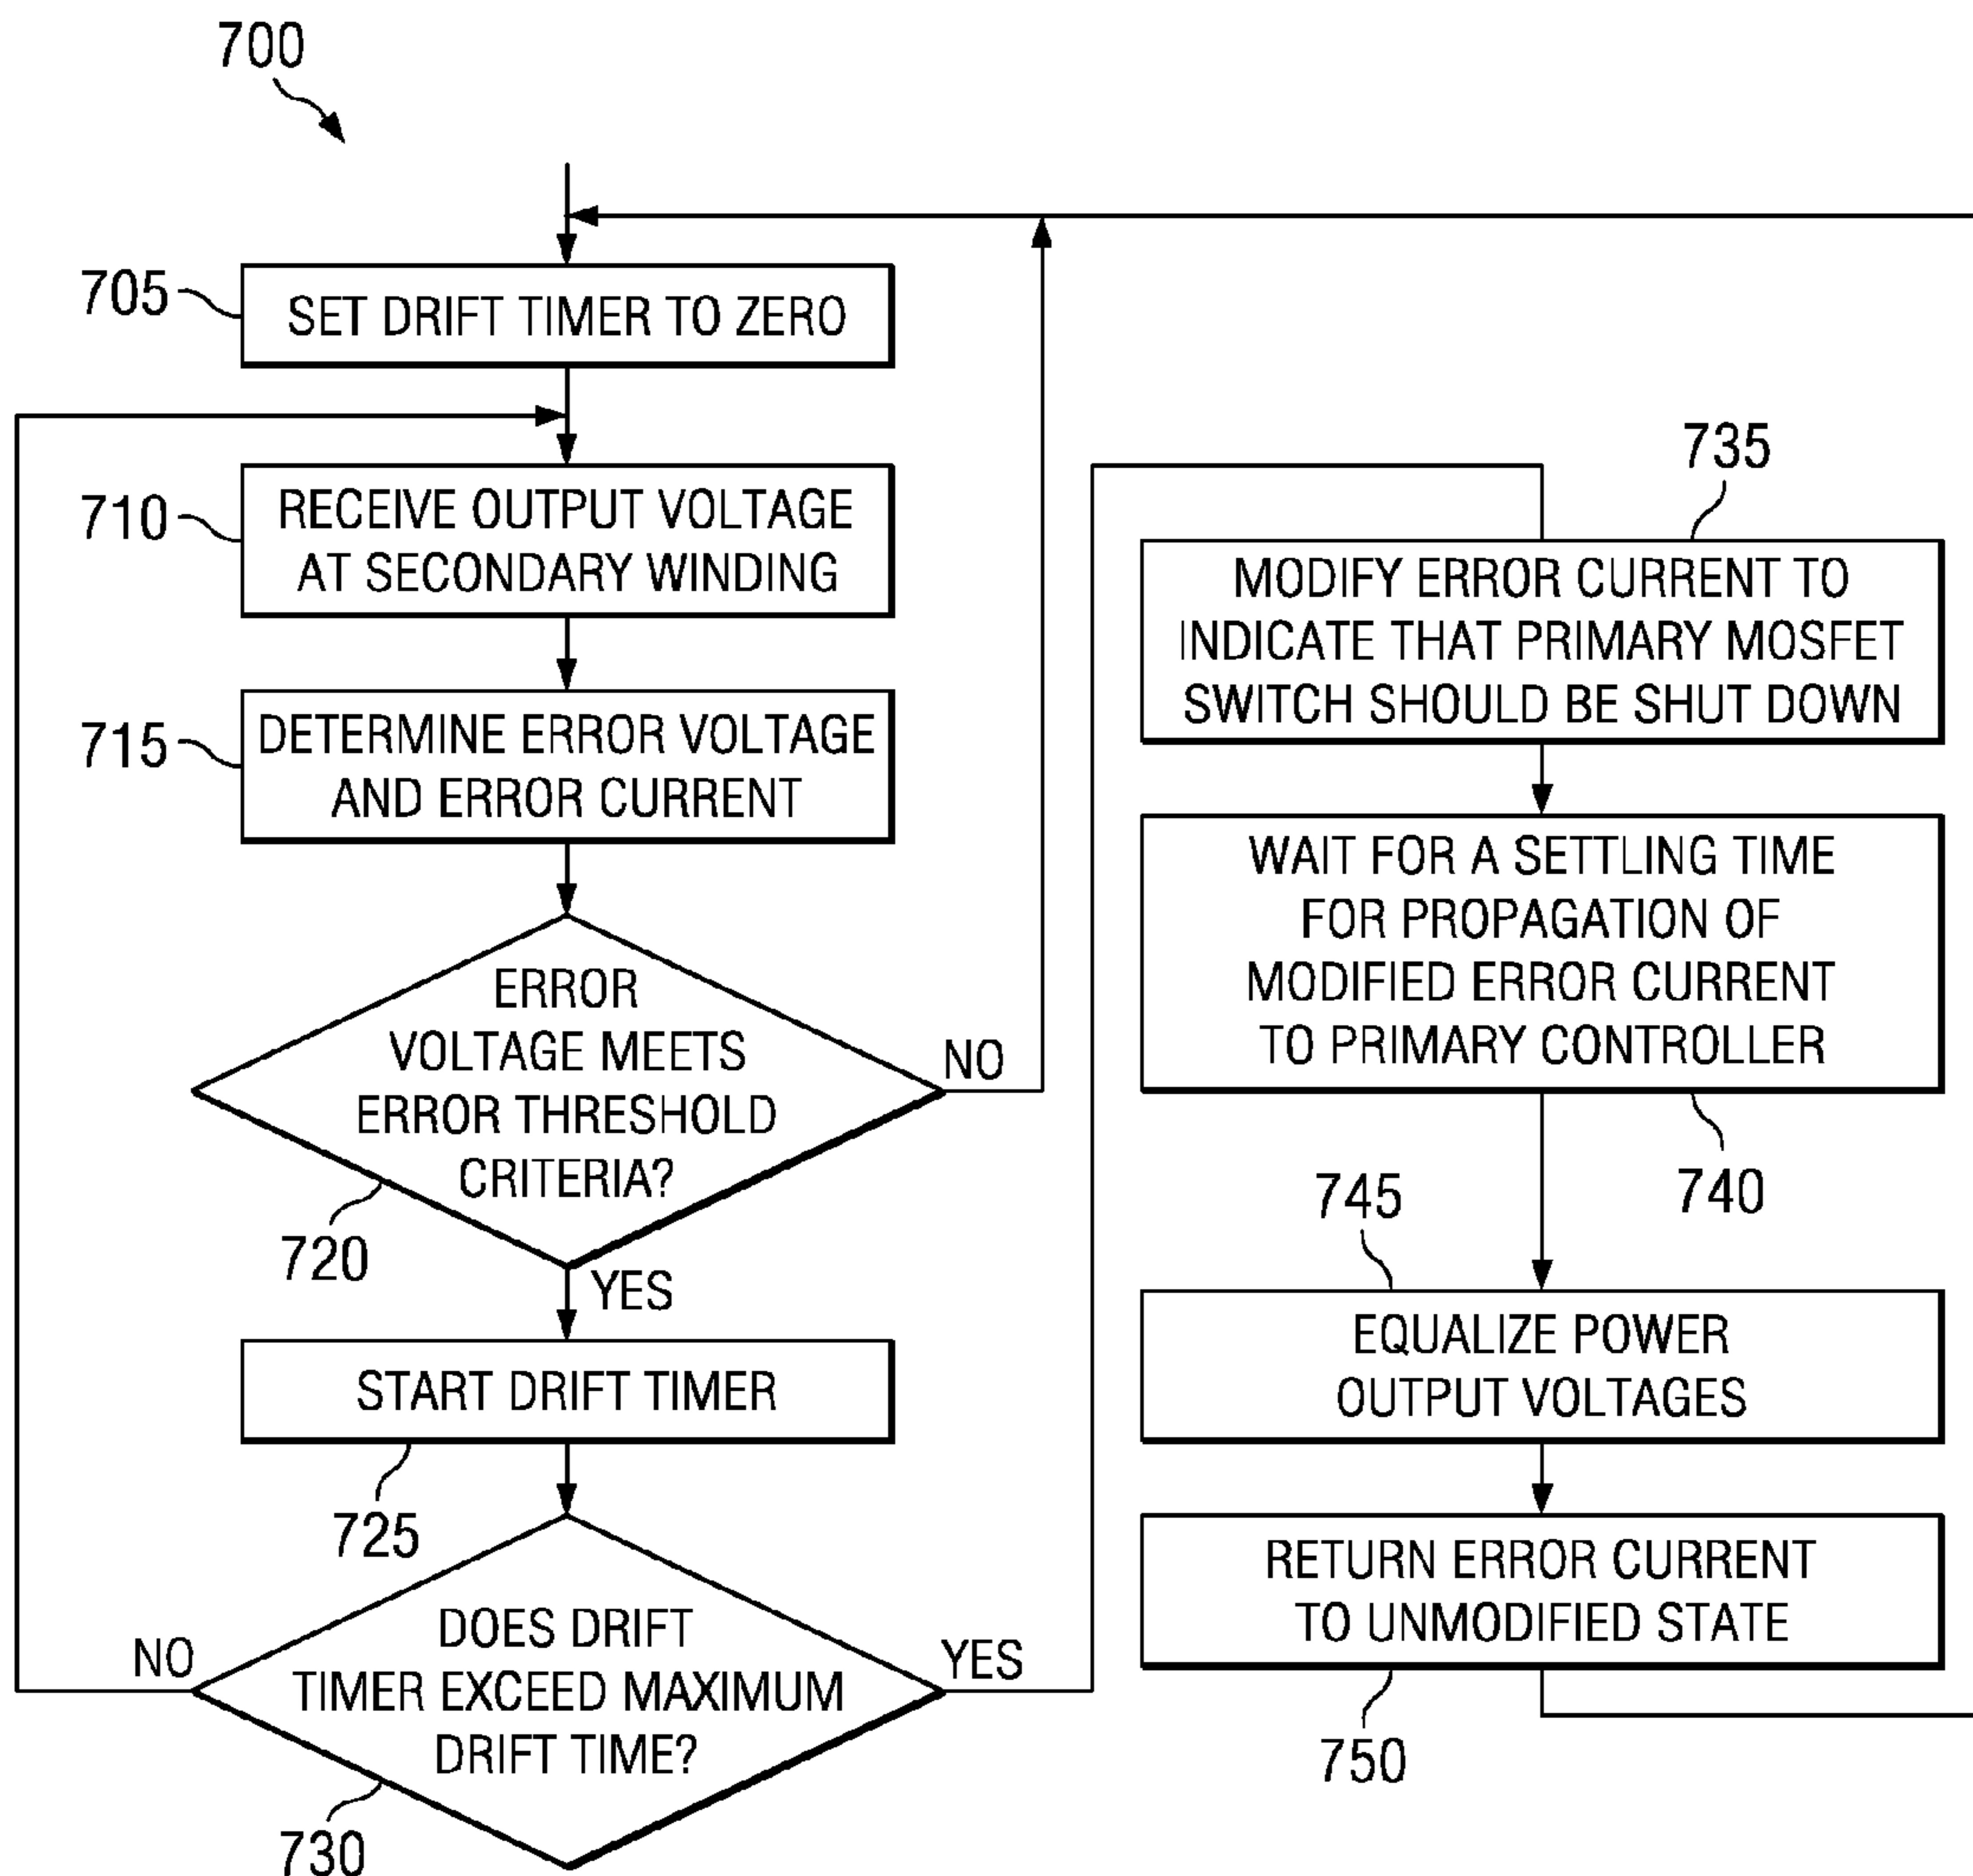 700
705
SET DRIFT TIMER TO ZERO
710
RECEIVE OUTPUT VOLTAGE
AT SECONDARY WINDING
715
DETERMINE ERROR VOLTAGE
AND ERROR CURRENT
ERROR
VOLTAGE MEETS
ERROR THRESHOLD
CRITERIA?
NO
720
YES
START DRIFT TIMER
725
DOES DRIFT
TIMER EXCEED MAXIMUM
DRIFT TIME?
NO
YES
730
735
MODIFY ERROR CURRENT TO
INDICATE THAT PRIMARY MOSFET
SWITCH SHOULD BE SHUT DOWN
WAIT FOR A SETTLING TIME
FOR PROPAGATION OF
MODIFIED ERROR CURRENT
TO PRIMARY CONTROLLER
740
745
EQUALIZE POWER
OUTPUT VOLTAGES
RETURN ERROR CURRENT
TO UNMODIFIED STATE
750